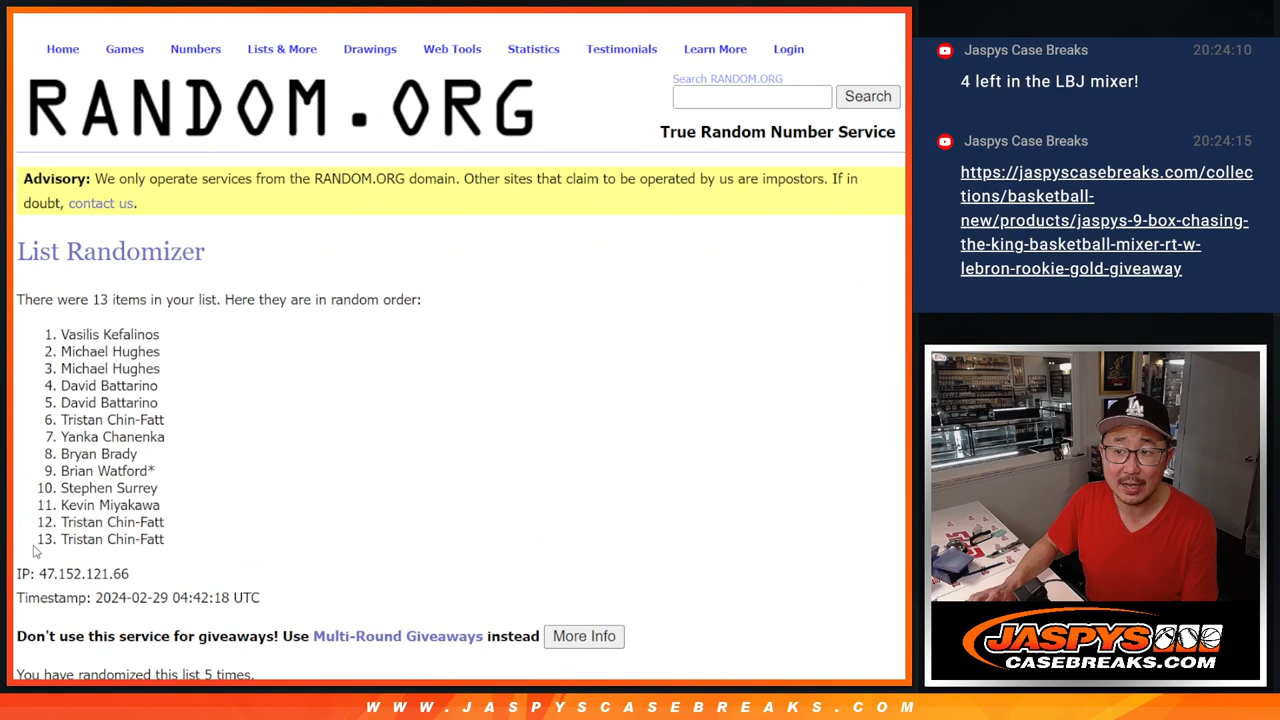 Home Games Numbers Lists & More Drawings Web Tools Statistics Testimonials Learn More Login
RANDOM.ORG
Search RANDOM.ORG
Search
True Random Number Service
Advisory: We only operate services from the RANDOM.ORG domain. Other sites that claim to be operated by us are impostors. If in
doubt, contact us.
List Randomizer
There were 13 items in your list. Here they are in random order:
1. Vasilis Kefalinos
2. Michael Hughes
3. Michael Hughes
4. David Battarino
5. David Battarino
6. Tristan Chin-Fatt
7. Yanka Chanenka
8. Bryan Brady
9. Brian Watford*
10. Stephen Surrey
11. Kevin Miyakawa
12. Tristan Chin-Fatt
13. Tristan Chin-Fatt
IP: 47.152.121.66
Timestamp: 2024-02-29 04:42:18 UTC
Don't use this service for giveaways! Use Multi-Round Giveaways instead More Info
You have randomized this list 5 times.
Jaspys Case Breaks 20:24:10
4 left in the LBJ mixer!
Jaspys Case Breaks 20:24:15
https://jaspyscasebreaks.com/collec
tions/basketball-
new/products/jaspys-9-box-chasing-
the-king-basketball-mixer-rt-w-
lebron-rookie-gold-giveaway
LA
JASPYS
CASEBREAKS.COM
WWW.JASPYSCASEBREAKS.COM